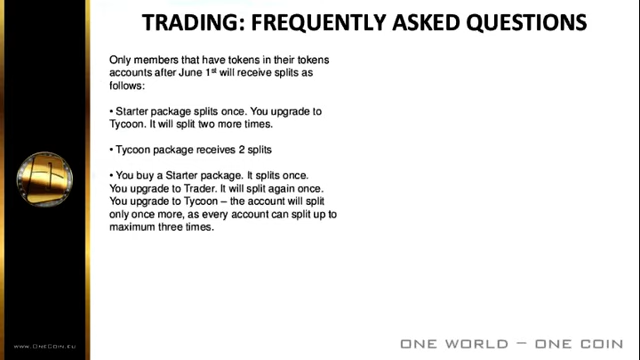 TRADING: FREQUENTLY ASKED QUESTIONS
Only members that have tokens in their tokens
accounts after June 1st will receive splits as
follows:
• Starter package splits once. You upgrade to
Tycoon. It will split two more times.
• Tycoon package receives 2 splits
• You buy a Starter package. It splits once.
You upgrade to Trader. It will split again once.
You upgrade to Tycoon – the account will split
only once more, as every account can split up to
maximum three times.
www.OneCoin.eu
ONE WORLD – ONE COIN